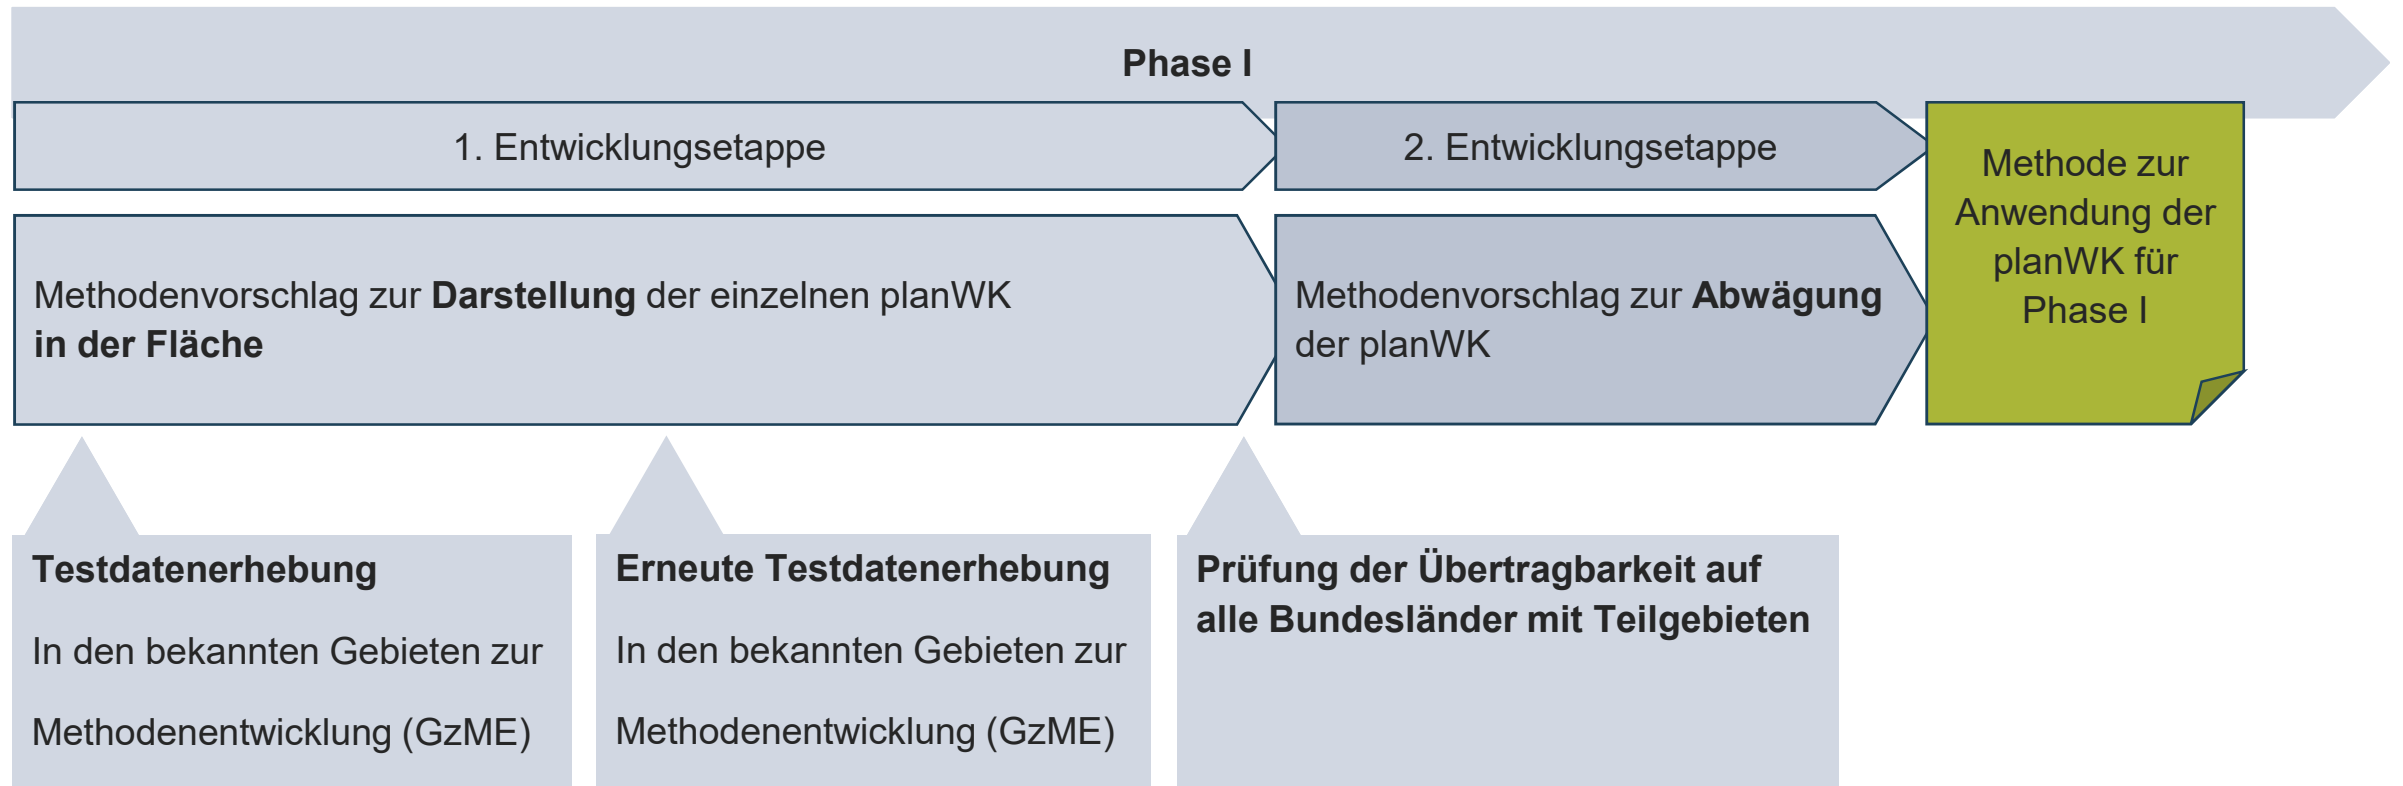 Phase I
1. Entwicklungsetappe
2. Entwicklungsetappe
Methode zur
Anwendung der
planWK für
Phase I
Methodenvorschlag zur Darstellung der einzelnen planWK
in der Fläche
Methodenvorschlag zur Abwägung
der planWK
Testdatenerhebung
In den bekannten Gebieten zur
Methodenentwicklung (GzME)
Erneute Testdatenerhebung
In den bekannten Gebieten zur
Methodenentwicklung (GzME)
Prüfung der Übertragbarkeit auf
alle Bundesländer mit Teilgebieten